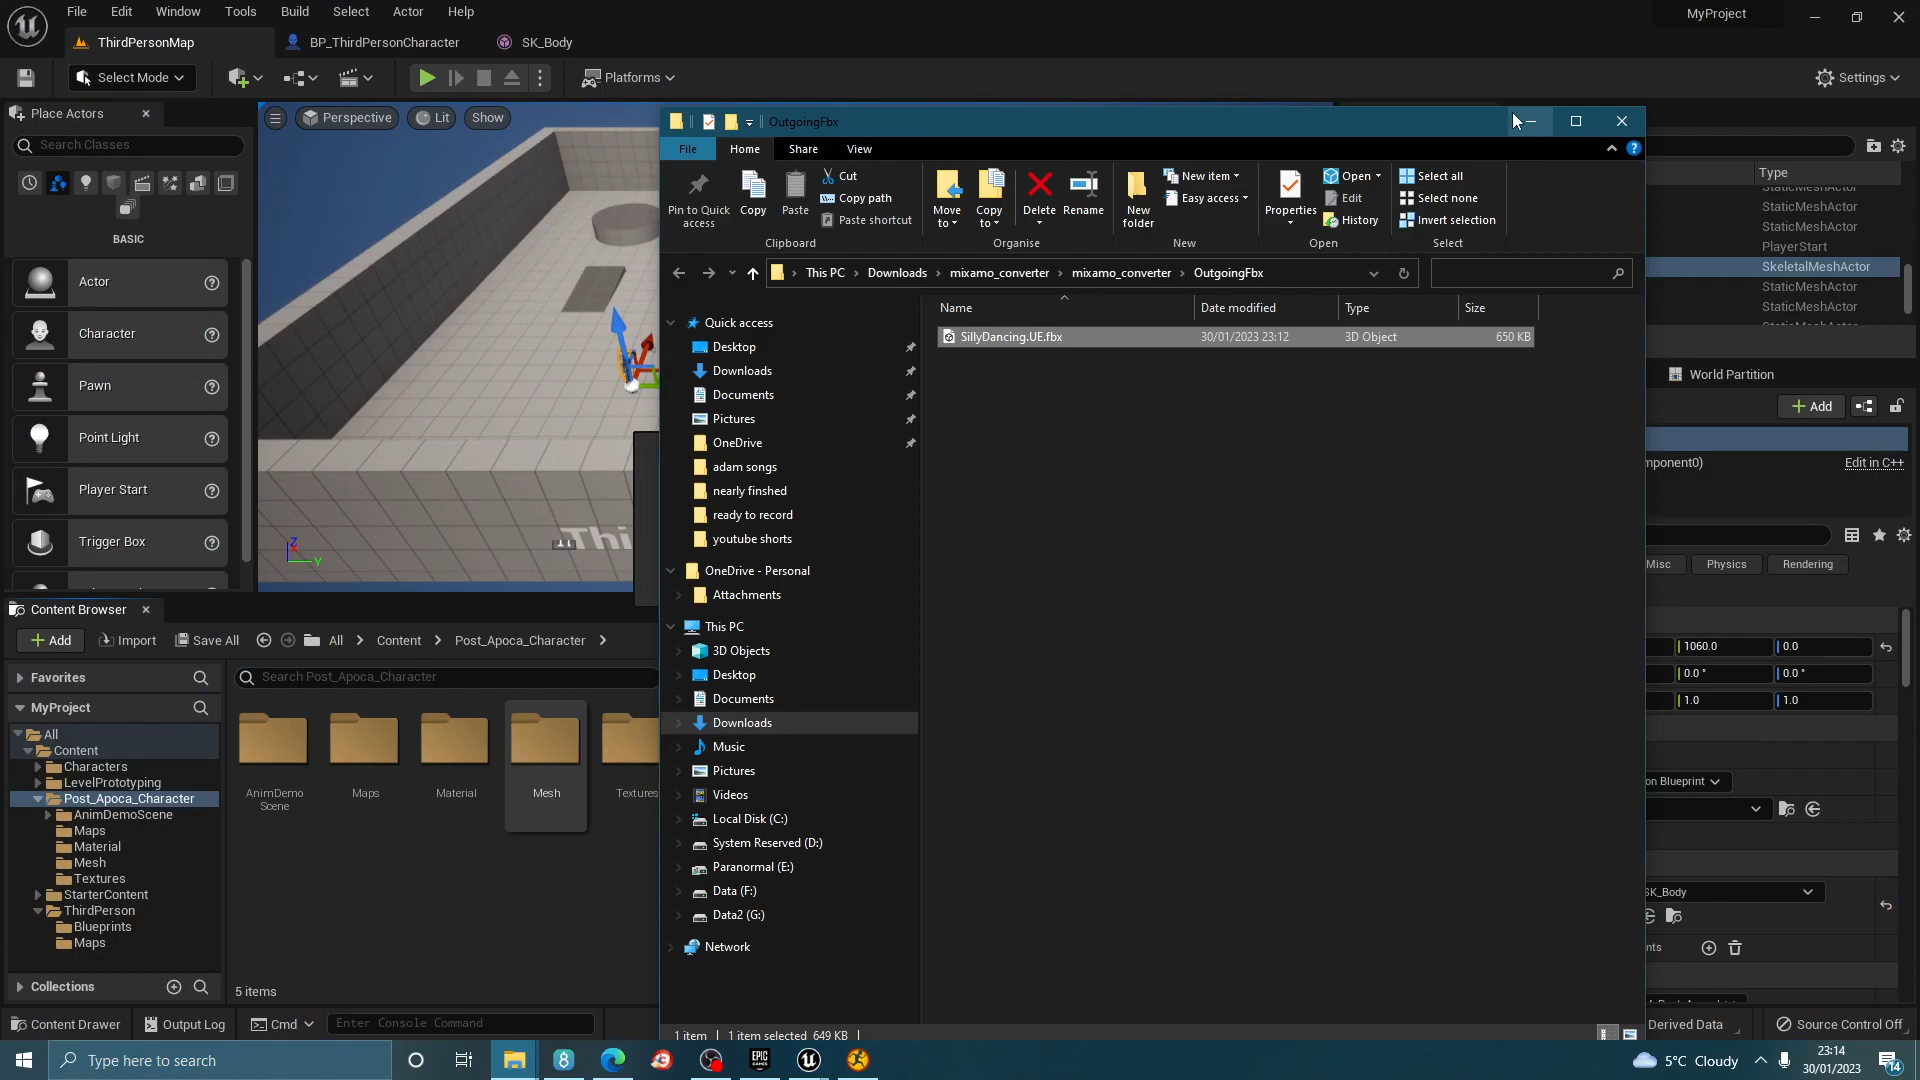 File Edit Window Tools Build Select Actor Help MyProject
ThirdPersonMap BP_ThirdPersonCharacter SK_Body
Select Mode Platforms Settings
Place Actors
Search Classes
BASIC
Actor
Character
Pawn
Point Light
Player Start
Trigger Box
Perspective Lit Show
Thi
OutgoingFbx
File Home Share View
Pin to Quick access
Copy
Paste
Cut
Copy path
Paste shortcut
Clipboard
Move to
Copy to
Delete
Rename
Organise
New folder
New item
Easy access
New
Properties
Open
Edit
History
Open
Select all
Select none
Invert selection
Select
This PC Downloads mixamo_converter mixamo_converter OutgoingFbx
Name Date modified Type Size
SillyDancing.UE.fbx 30/01/2023 23:12 3D Object 650 KB
Quick access
Desktop
Downloads
Documents
Pictures
OneDrive
adam songs
nearly finshed
ready to record
youtube shorts
OneDrive - Personal
Attachments
This PC
3D Objects
Desktop
Documents
Downloads
Music
Pictures
Videos
Local Disk (C:)
System Reserved (D:)
Paranormal (E:)
Data (F:)
Data2 (G:)
Network
1 item 1 item selected 649 KB
Type
StaticMeshActor
StaticMeshActor
StaticMeshActor
PlayerStart
SkeletalMeshActor
StaticMeshActor
StaticMeshActor
World Partition
Add
mponent0) Edit in C++
Misc Physics Rendering
1060.0 0.0
0.0 ° 0.0 °
1.0 1.0
on Blueprint
SK_Body
nts
Derived Data Source Control Off
Content Browser
Add Import Save All All Content Post_Apoca_Character
Favorites
Search Post_Apoca_Character
MyProject
All
Content
Characters
LevelPrototyping
Post_Apoca_Character
AnimDemoScene
Maps
Material
Mesh
Textures
StarterContent
ThirdPerson
Blueprints
Maps
AnimDemo Scene
Maps
Material
Mesh
Textures
Collections
5 items
Content Drawer Output Log Cmd Enter Console Command
Type here to search
EPIC GAMES
5°C Cloudy
23:14
30/01/2023
14